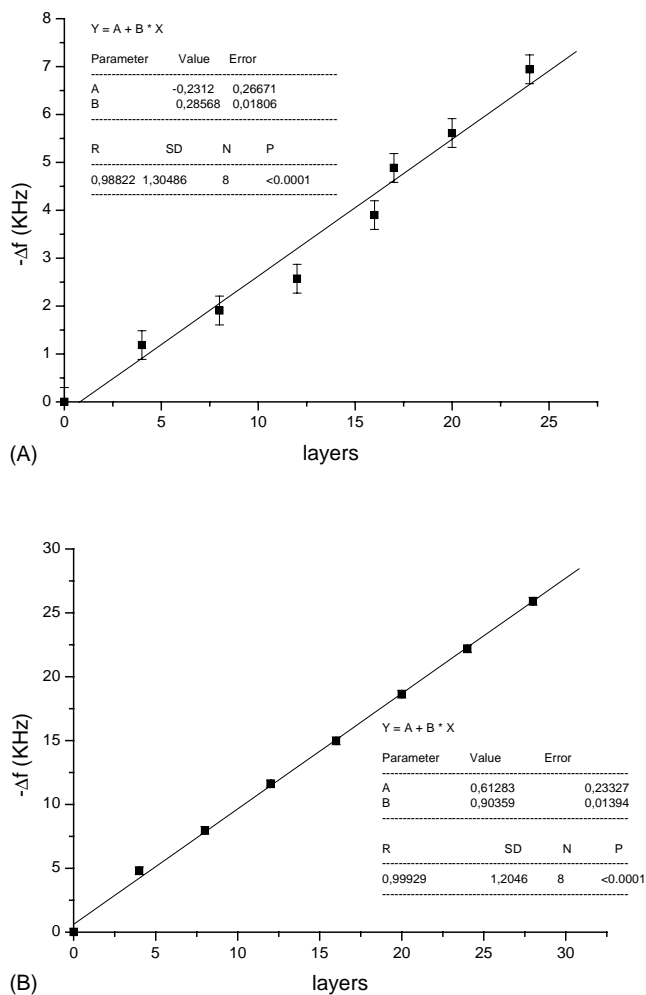 -8
Y = A + B * X
7
Parameter Value Error
A -0,2312 0,26671
B 0,28568 0,01806
6
5
R SD N P
0,98822 1,30486 8 <0.0001
4
3
2
1
0
-Δf (KHz)
0 5 10 15 20 25
layers
(A)
30
25
20
15
10
5
0
-Δf (KHz)
Y = A + B * X
Parameter Value Error
A 0,61283 0,23327
B 0,90359 0,01394
R SD N P
0,99929 1,2046 8 <0.0001
0 5 10 15 20 25 30
layers
(B)